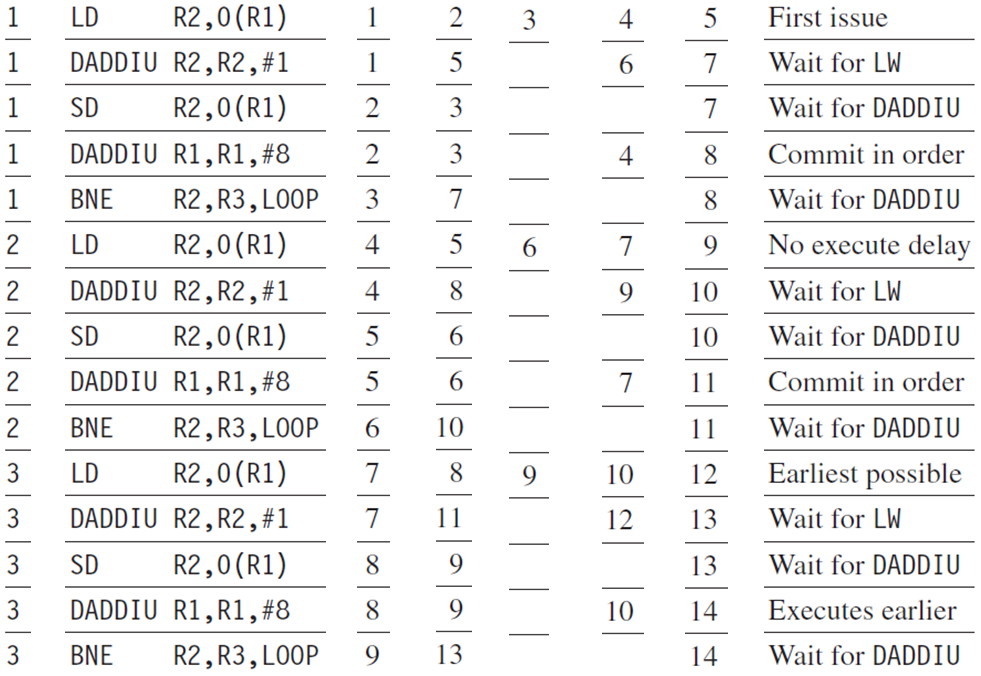 1 LD R2,0(R1) 1 2 3 4 5 First issue
1 DADDIU R2,R2,#1 1 5 6 7 Wait for LW
1 SD R2,0(R1) 2 3 7 Wait for DADDIU
1 DADDIU R1,R1,#8 2 3 4 8 Commit in order
1 BNE R2,R3,LOOP 3 7 8 Wait for DADDIU
2 LD R2,0(R1) 4 5 6 7 9 No execute delay
2 DADDIU R2,R2,#1 4 8 9 10 Wait for LW
2 SD R2,0(R1) 5 6 10 Wait for DADDIU
2 DADDIU R1,R1,#8 5 6 7 11 Commit in order
2 BNE R2,R3,LOOP 6 10 11 Wait for DADDIU
3 LD R2,0(R1) 7 8 9 10 12 Earliest possible
3 DADDIU R2,R2,#1 7 11 12 13 Wait for LW
3 SD R2,0(R1) 8 9 13 Wait for DADDIU
3 DADDIU R1,R1,#8 8 9 10 14 Executes earlier
3 BNE R2,R3,LOOP 9 13 14 Wait for DADDIU